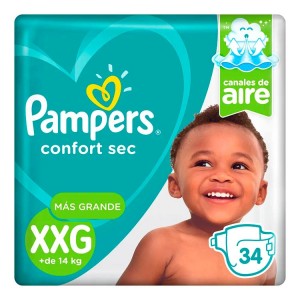 canales de
aire
Pampers
confort sec
MÁS GRANDE
XXG
+de 14 kg
34